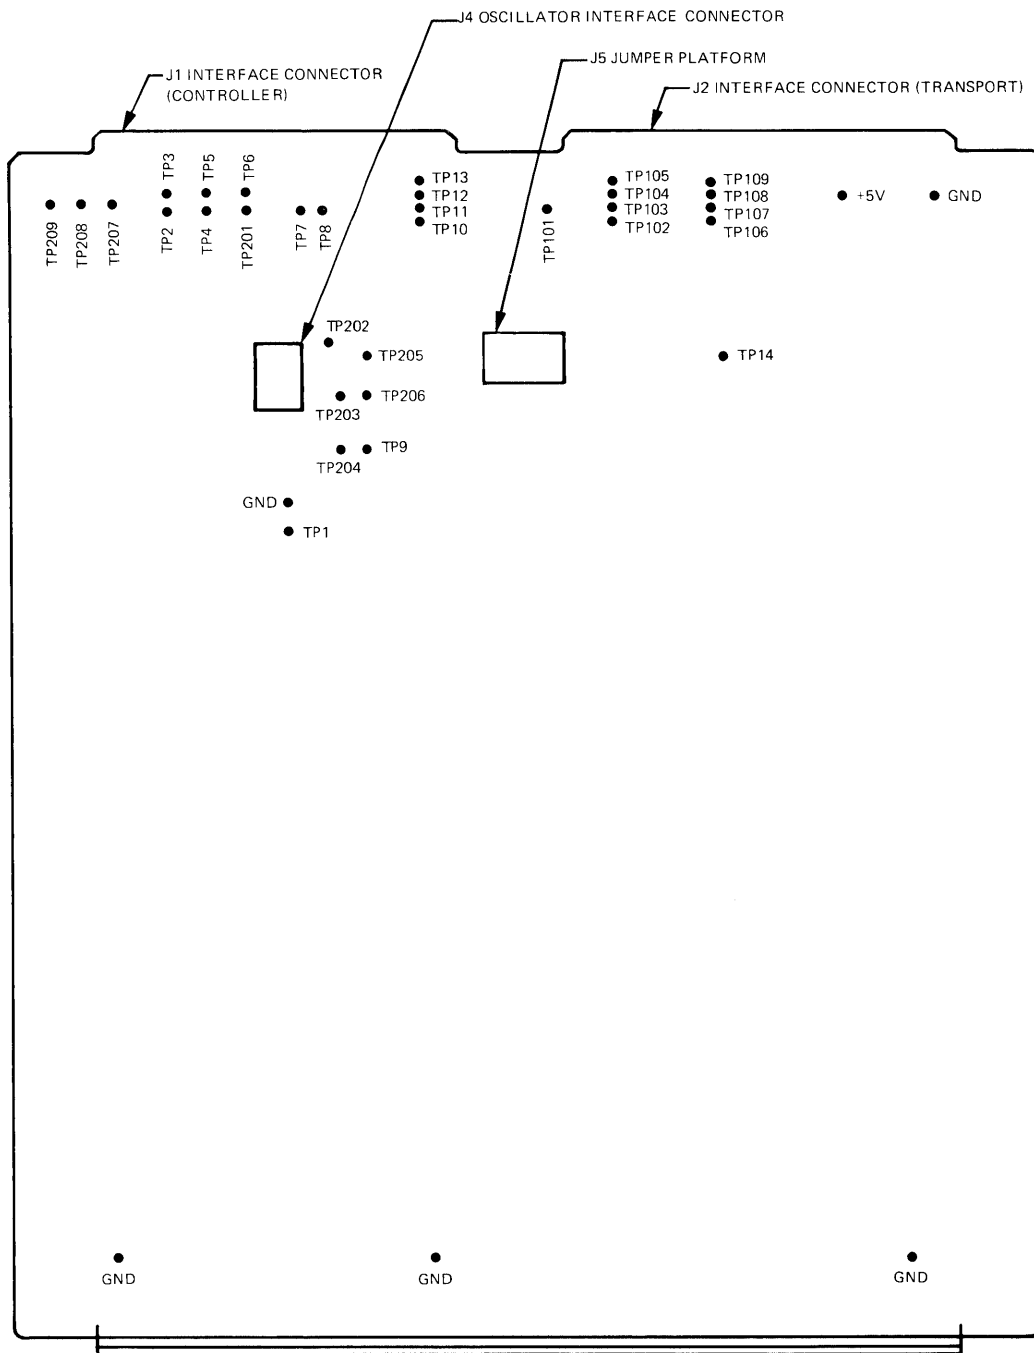 J4 OSCILLATOR INTERFACE CONNECTOR
J5 JUMPER PLATFORM
J1 INTERFACE CONNECTOR
(CONTROLLER)
J2 INTERFACE CONNECTOR (TRANSPORT)
TP3
TP5
TP6
TP13
TP12
TP11
TP10
TP105
TP104
TP103
TP102
TP109
TP108
TP107
TP106
+5V
GND
TP209
TP208
TP207
TP2
TP4
TP201
TP7
TP8
TP101
TP202
TP205
TP14
TP206
TP203
TP9
TP204
GND
TP1
GND
GND
GND